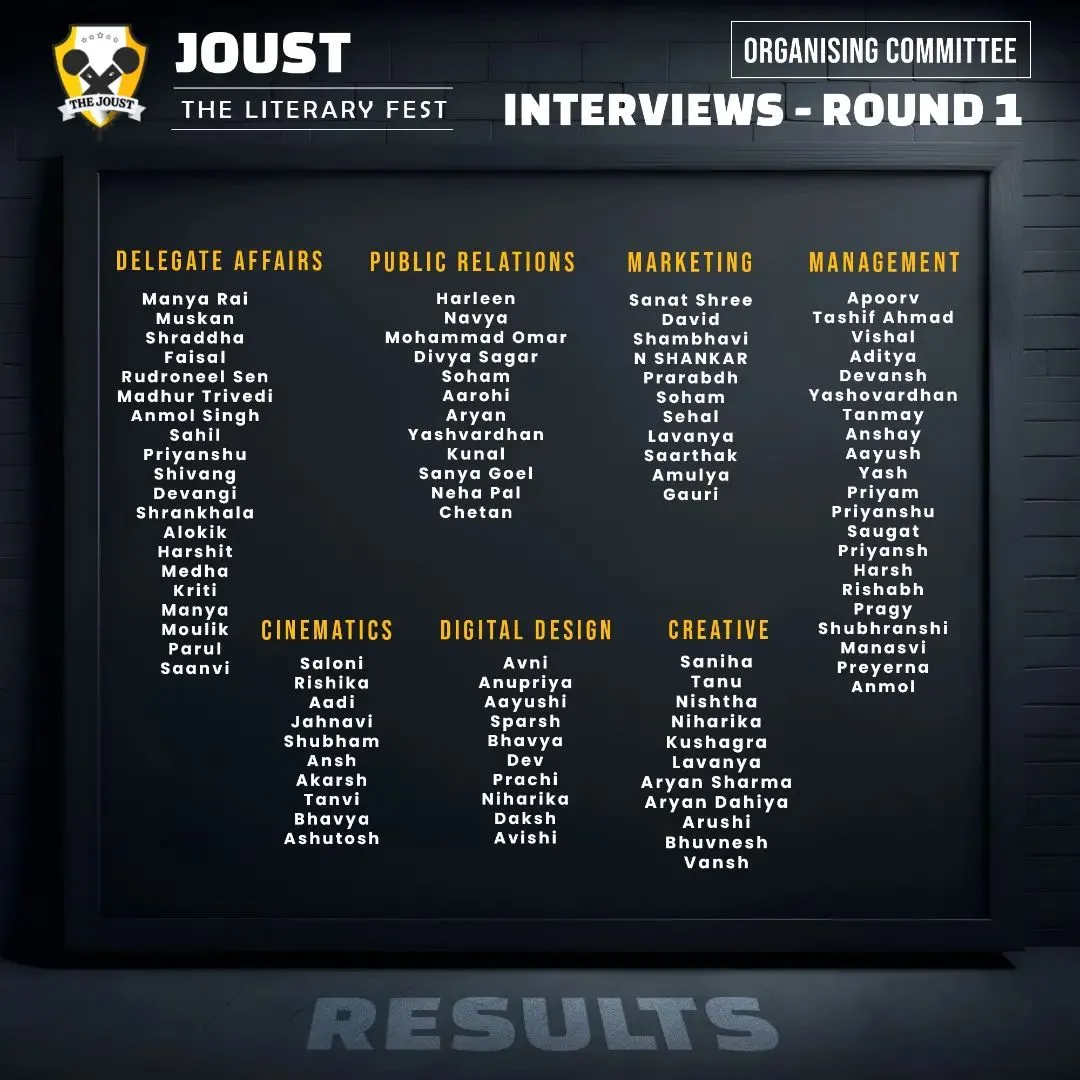 THE JOUST
JOUST
THE LITERARY FEST
ORGANISING COMMITTEE
INTERVIEWS - ROUND 1
DELEGATE AFFAIRS
Manya Rai
Muskan
Shraddha
Faisal
Rudroneel Sen
Madhur Trivedi
Anmol Singh
Sahil
Priyanshu
Shivang
Devangi
Shrankhala
Alokik
Harshit
Medha
Kriti
Manya
Moulik
Parul
Saanvi
PUBLIC RELATIONS
Harleen
Navya
Mohammad Omar
Divya Sagar
Soham
Aarohi
Aryan
Yashvardhan
Kunal
Sanya Goel
Neha Pal
Chetan
MARKETING
Sanat Shree
David
Shambhavi
N SHANKAR
Prarabdh
Soham
Sehal
Lavanya
Saarthak
Amulya
Gauri
MANAGEMENT
Apoorv
Tashif Ahmad
Vishal
Aditya
Devansh
Yashovardhan
Tanmay
Anshay
Aayush
Yash
Priyam
Priyanshu
Saugat
Priyansh
Harsh
Rishabh
Pragy
Shubhranshi
Manasvi
Preyerna
Anmol
CINEMATICS
Saloni
Rishika
Aadi
Jahnavi
Shubham
Ansh
Akarsh
Tanvi
Bhavya
Ashutosh
DIGITAL DESIGN
Avni
Anupriya
Aayushi
Sparsh
Bhavya
Dev
Prachi
Niharika
Daksh
Avishi
CREATIVE
Saniha
Tanu
Nishtha
Niharika
Kushagra
Lavanya
Aryan Sharma
Aryan Dahiya
Arushi
Bhuvnesh
Vansh
RESULTS